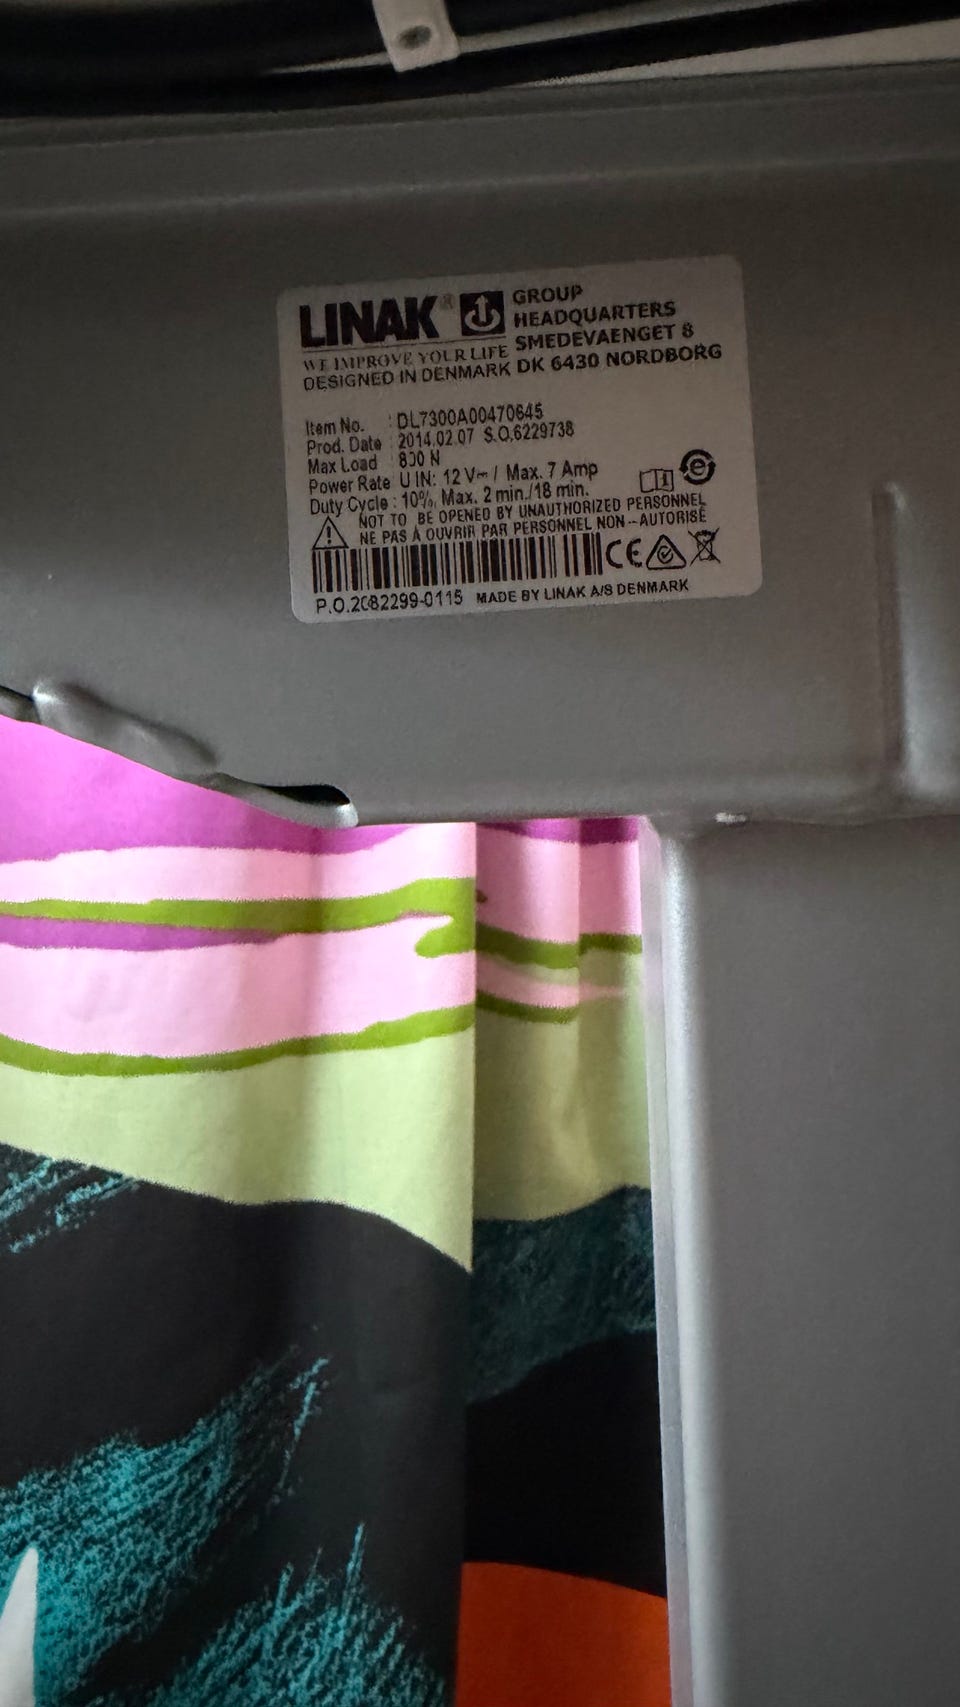 LINAK®
WE IMPROVE YOUR LIFE
DESIGNED IN DENMARK
GROUP
HEADQUARTERS
SMEDEVAENGET 8
DK 6430 NORDBORG
Item No. : DL7300A00470645
Prod. Date : 2014.02.07 S.O.6229738
Max Load : 800 N
Power Rate U IN: 12 V⎓ / Max. 7 Amp
Duty Cycle : 10%, Max. 2 min./18 min.
NOT TO BE OPENED BY UNAUTHORIZED PERSONNEL
NE PAS À OUVRIR PAR PERSONNEL NON-AUTORISÉ
CE
P.O.2082299-0115 MADE BY LINAK A/S DENMARK